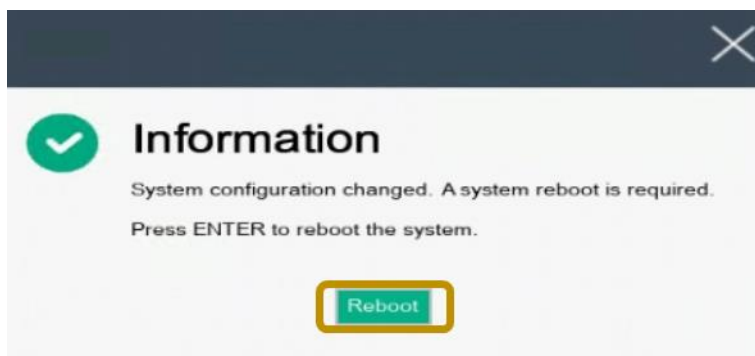 Information
System configuration changed. A system reboot is required.
Press ENTER to reboot the system.
Reboot